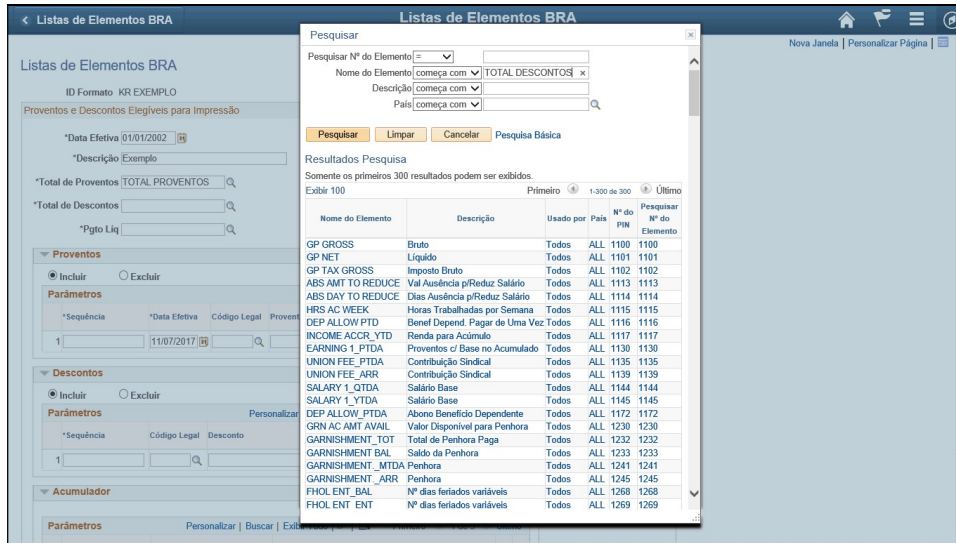 Listas de Elementos BRA
Listas de Elementos BRA
Nova Janela | Personalizar Página |
Listas de Elementos BRA
ID Formato KR EXEMPLO
Proventos e Descontos Elegíveis para Impressão
*Data Efetiva 01/01/2002
*Descrição Exemplo
*Total de Proventos TOTAL PROVENTOS
*Total de Descontos
*Pgto Líq
Proventos
Incluir Excluir
Parâmetros
*Sequência *Data Efetiva Código Legal Provent
1 11/07/2017
Descontos
Incluir Excluir
Parâmetros Personalizar
*Sequência Código Legal Desconto
1
Acumulador
Parâmetros Personalizar | Buscar |
Pesquisar
Pesquisar Nº do Elemento =
Nome do Elemento começa com TOTAL DESCONTOS
Descrição começa com
País começa com
Pesquisar Limpar Cancelar Pesquisa Básica
Resultados Pesquisa
Somente os primeiros 300 resultados podem ser exibidos.
Exibir 100 Primeiro 1-300 de 300 Último
Nome do Elemento Descrição Usado por País Nº do PIN Pesquisar Nº do Elemento
GP GROSS Bruto Todos ALL 1100 1100
GP NET Líquido Todos ALL 1101 1101
GP TAX GROSS Imposto Bruto Todos ALL 1102 1102
ABS AMT TO REDUCE Val Ausência p/Reduz Salário Todos ALL 1113 1113
ABS DAY TO REDUCE Dias Ausência p/Reduz Salário Todos ALL 1114 1114
HRS AC WEEK Horas Trabalhadas por Semana Todos ALL 1115 1115
DEP ALLOW PTD Benef Depend. Pagar de Uma Vez Todos ALL 1116 1116
INCOME ACCR_YTD Renda para Acúmulo Todos ALL 1117 1117
EARNING 1_PTDA Proventos c/ Base no Acumulado Todos ALL 1130 1130
UNION FEE_PTDA Contribuição Sindical Todos ALL 1135 1135
UNION FEE_ARR Contribuição Sindical Todos ALL 1139 1139
SALARY 1_QTDA Salário Base Todos ALL 1144 1144
SALARY 1_YTDA Salário Base Todos ALL 1145 1145
DEP ALLOW_PTDA Abono Benefício Dependente Todos ALL 1172 1172
GRN AC AMT AVAIL Valor Disponível para Penhora Todos ALL 1230 1230
GARNISHMENT_TOT Total de Penhora Paga Todos ALL 1232 1232
GARNISHMENT BAL Saldo da Penhora Todos ALL 1233 1233
GARNISHMENT._MTDA Penhora Todos ALL 1241 1241
GARNISHMENT._ARR Penhora Todos ALL 1245 1245
FHOL ENT_BAL Nº dias feriados variáveis Todos ALL 1268 1268
FHOL ENT_ENT Nº dias feriados variáveis Todos ALL 1269 1269